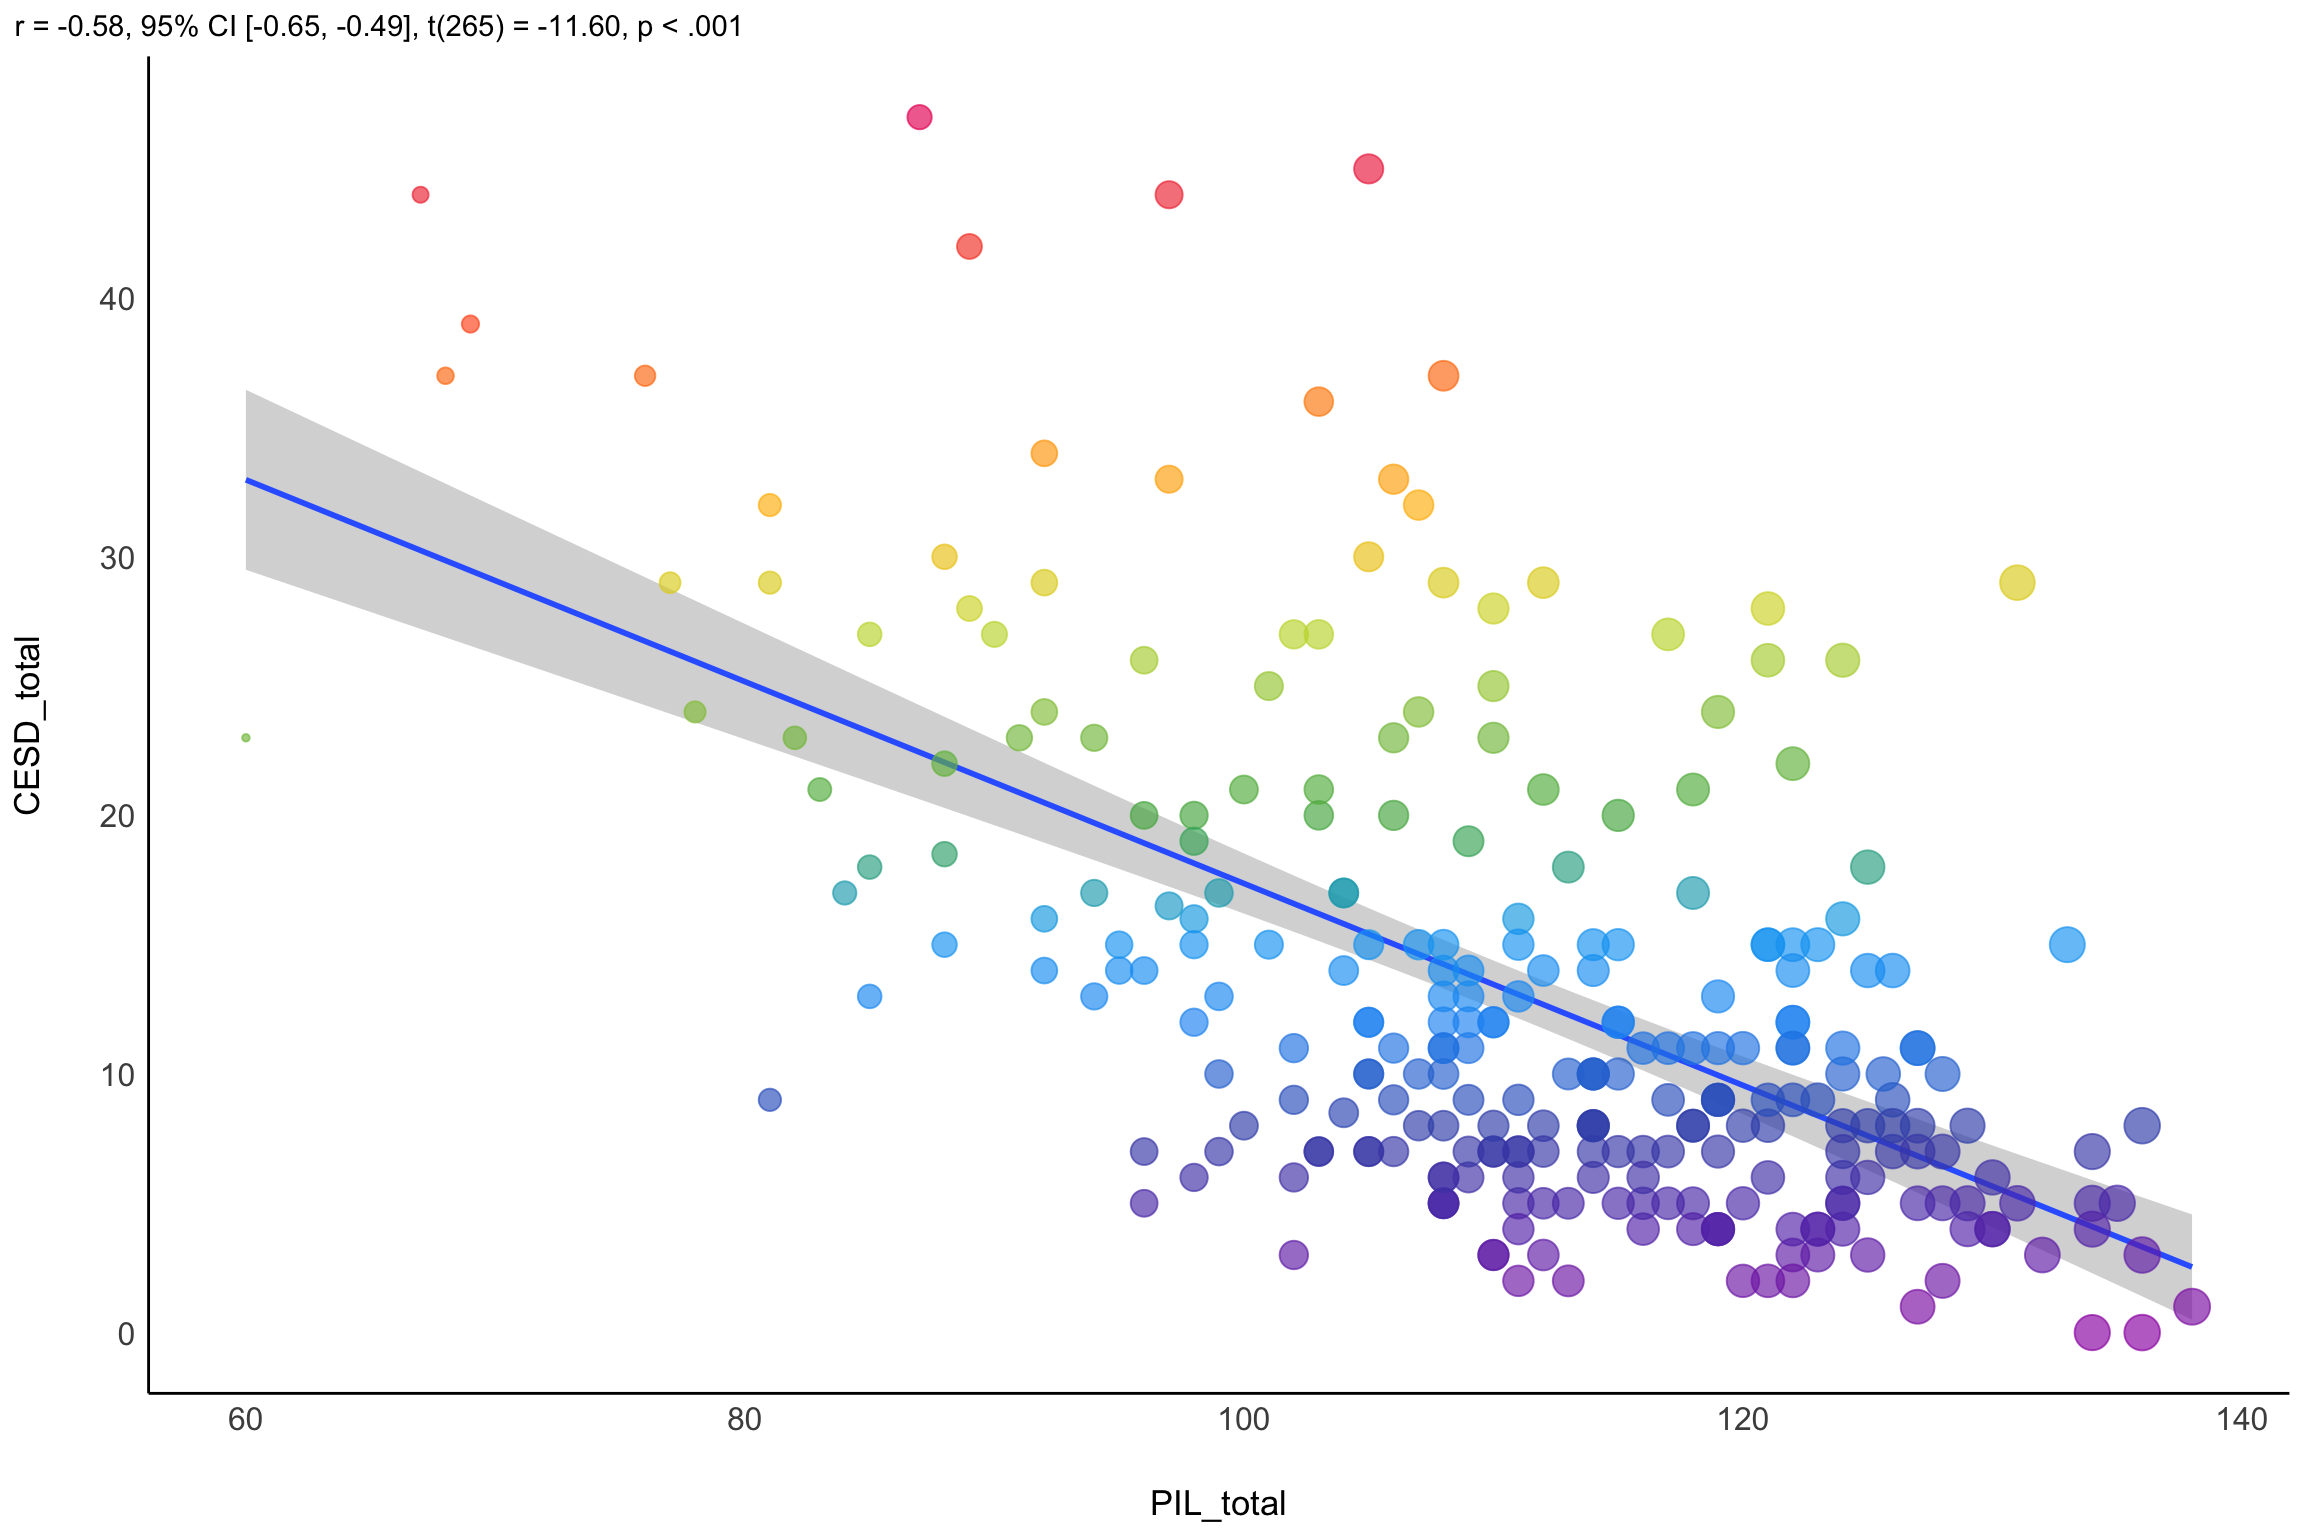 r = -0.58, 95% CI [-0.65, -0.49], t(265) = -11.60, p < .001
CESD_total
40
30
20
10
0
60 80 100 120 140
PIL_total